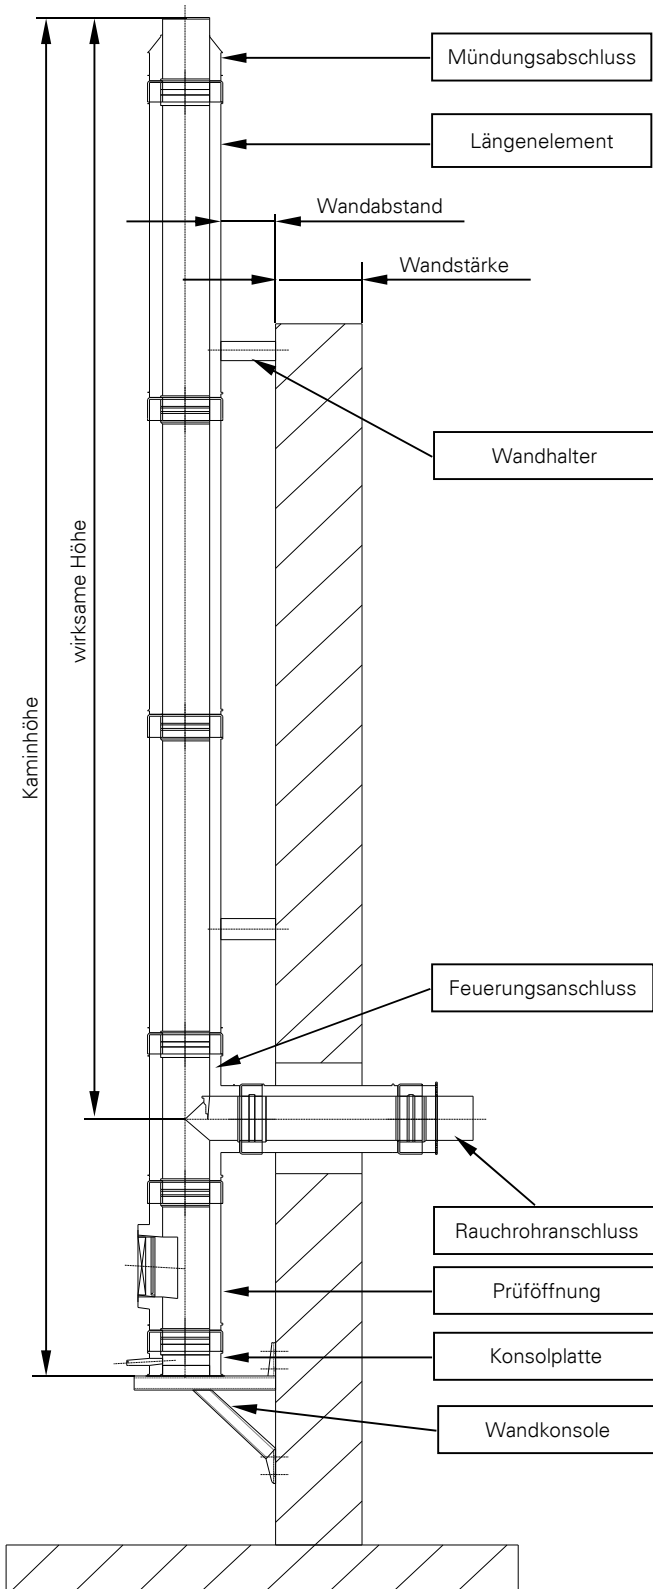 Mündungsabschluss
Längenelement
Wandabstand
Wandstärke
Wandhalter
wirksame Höhe
Kaminhöhe
Feuerungsanschluss
Rauchrohranschluss
Prüföffnung
Konsolplatte
Wandkonsole